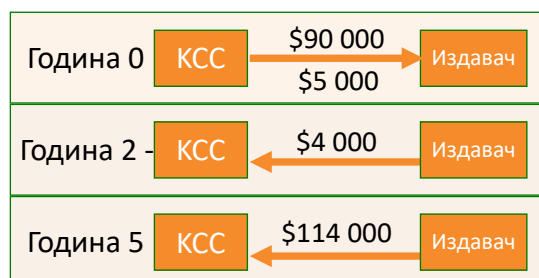 Година 0 КСС $90 000 Издавач
$5 000
Година 2 - КСС $4 000 Издавач
Година 5 КСС $114 000 Издавач